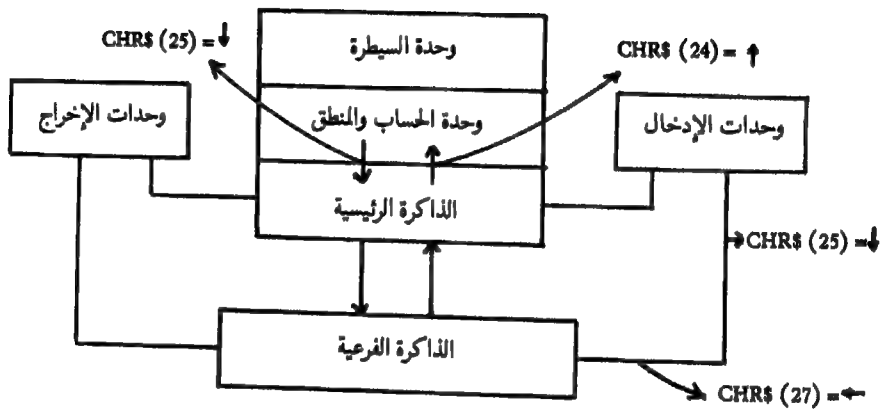 وحدة السيطرة
CHR$ (25) = ↓
CHR$ (24) = ↑
وحدات الإدخال
وحدة الحساب والمنطق
وحدات الإخراج
الذاكرة الرئيسية
CHR$ (25) = ↓
الذاكرة الفرعية
CHR$ (27) = ←